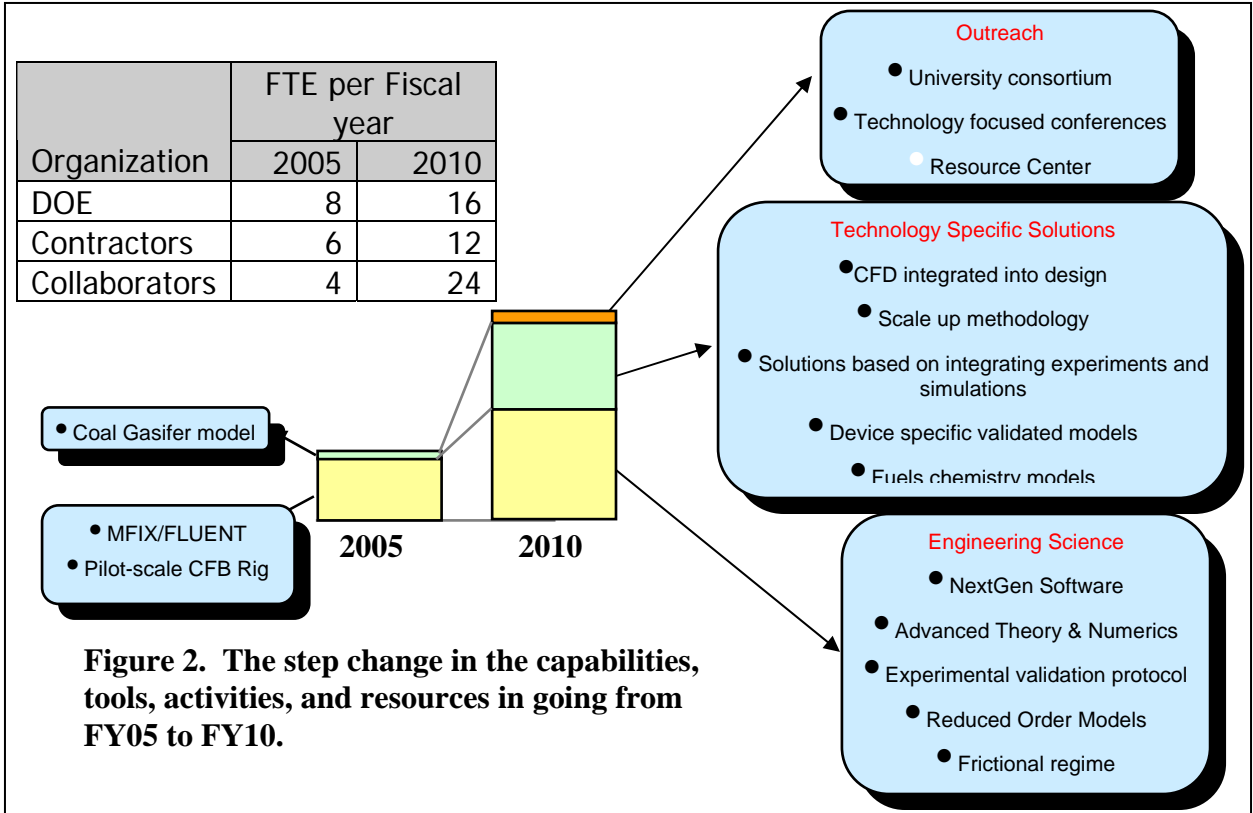 FTE per Fiscal
year
Organization 2005 2010
DOE 8 16
Contractors 6 12
Collaborators 4 24
Outreach
• University consortium
• Technology focused conferences
• Resource Center
Technology Specific Solutions
• CFD integrated into design
• Scale up methodology
• Solutions based on integrating experiments and
simulations
• Device specific validated models
• Fuels chemistry models
• Coal Gasifer model
• MFIX/FLUENT
• Pilot-scale CFB Rig
2005 2010
Engineering Science
• NextGen Software
• Advanced Theory & Numerics
• Experimental validation protocol
• Reduced Order Models
• Frictional regime
Figure 2. The step change in the capabilities,
tools, activities, and resources in going from
FY05 to FY10.